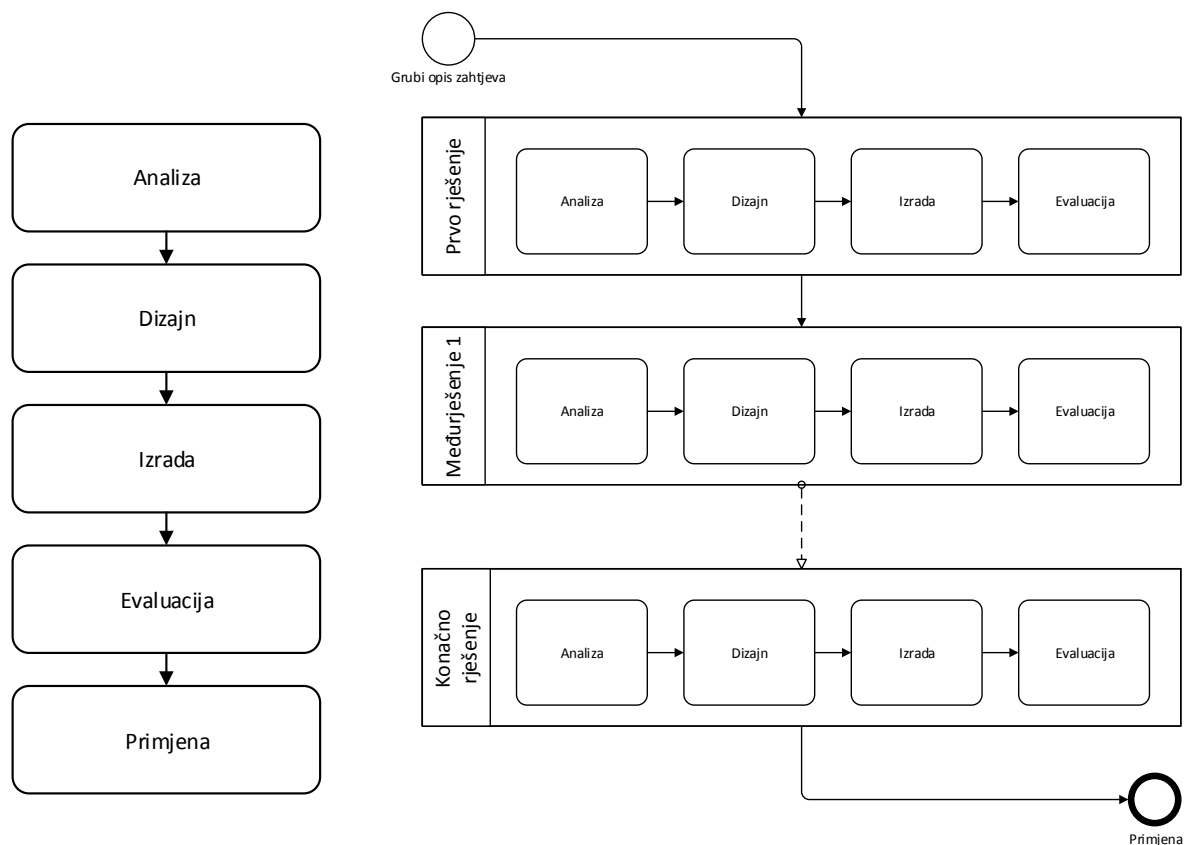 Analiza
Dizajn
Izrada
Evaluacija
Primjena
Grubi opis zahtjeva
Prvo rješenje
Analiza
Dizajn
Izrada
Evaluacija
Međurješenje 1
Analiza
Dizajn
Izrada
Evaluacija
Konačno
rješenje
Analiza
Dizajn
Izrada
Evaluacija
Primjena